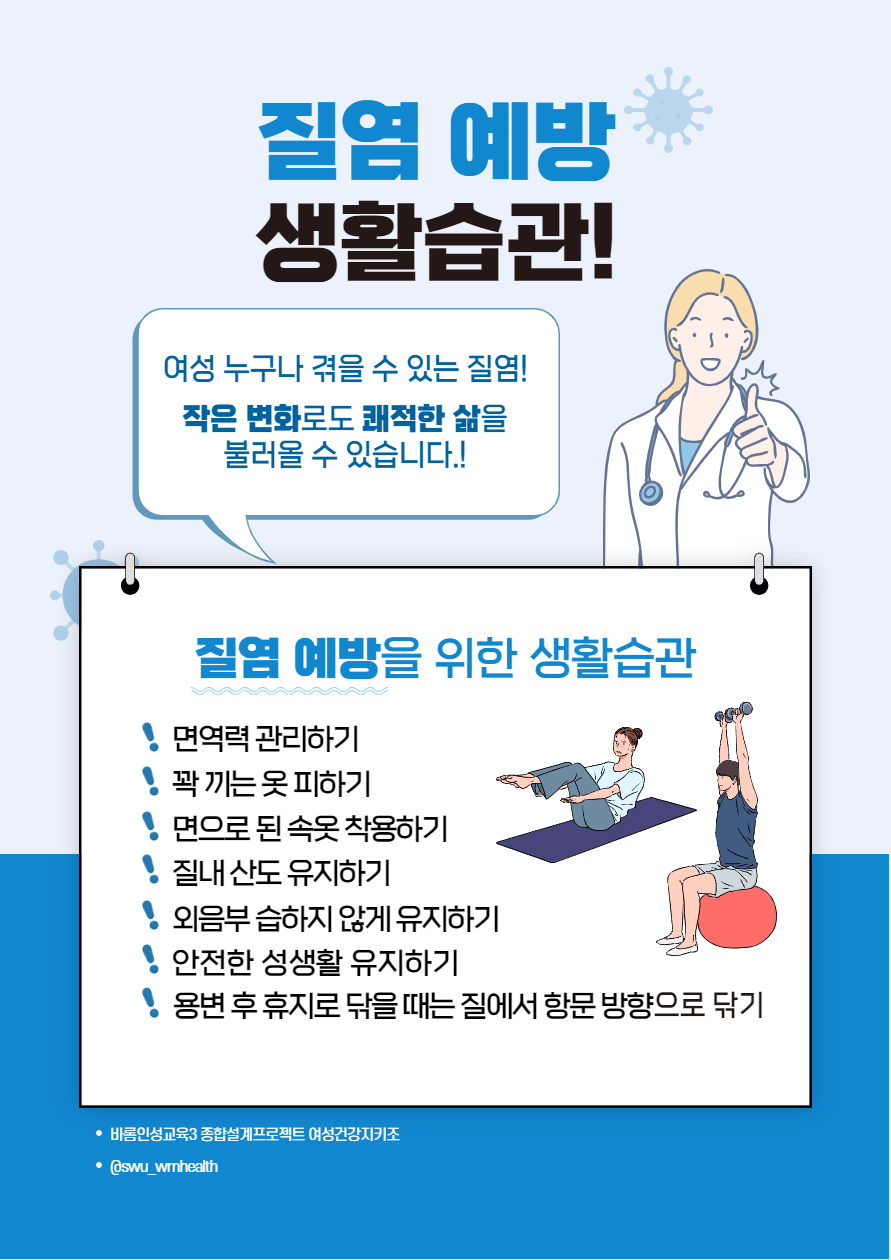 질염 예방
생활습관!
여성 누구나 겪을 수 있는 질염!
작은 변화로도 쾌적한 삶을
불러올 수 있습니다.!
질염 예방을 위한 생활습관
면역력 관리하기
꽉 끼는 옷 피하기
면으로 된 속옷 착용하기
질내 산도 유지하기
외음부 습하지 않게 유지하기
안전한 성생활 유지하기
용변 후 휴지로 닦을 때는 질에서 항문 방향으로 닦기
바롬인성교육3 종합설계프로젝트 여성건강지키조
@swu_wmhealth